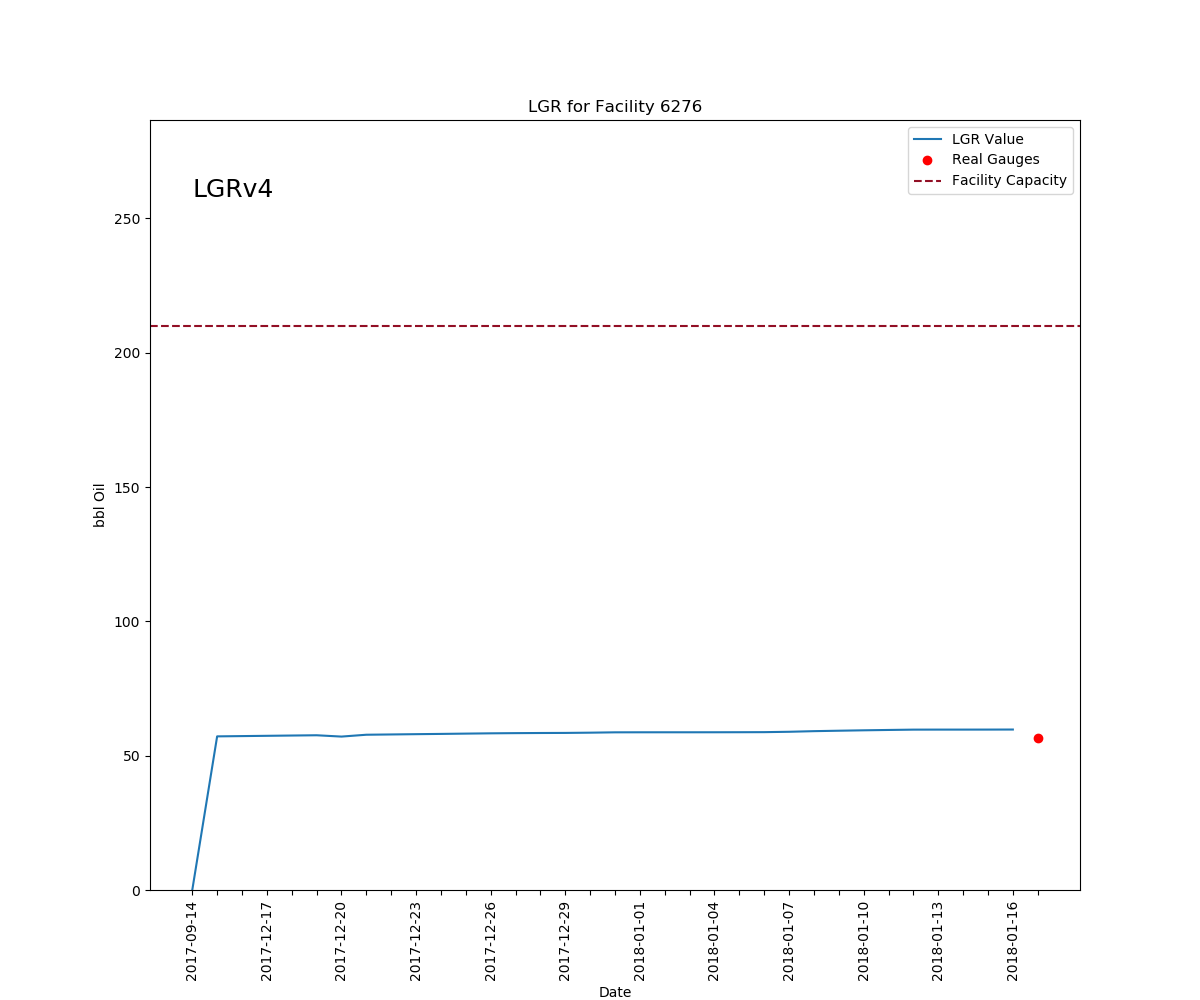 LGR for Facility 6276
LGR Value
Real Gauges
Facility Capacity
LGRv4
250
200
150
100
50
0
bbl Oil
2017-09-14
2017-12-17
2017-12-20
2017-12-23
2017-12-26
2017-12-29
2018-01-01
2018-01-04
2018-01-07
2018-01-10
2018-01-13
2018-01-16
Date